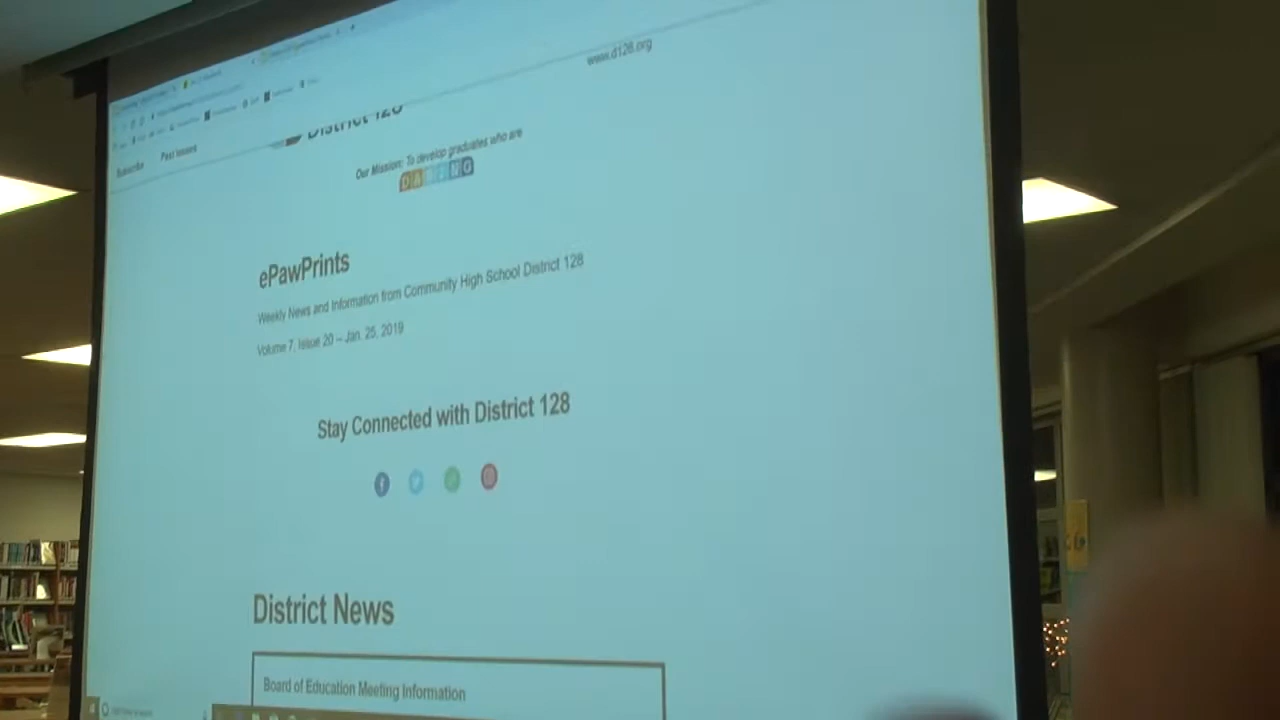 www.d128.org
District 128
Subscribe
Past Issues
Our Mission: To develop graduates who are
DARING
ePawPrints
Weekly News and Information from Community High School District 128
Volume 7, Issue 20 – Jan. 25, 2019
Stay Connected with District 128
District News
Board of Education Meeting Information